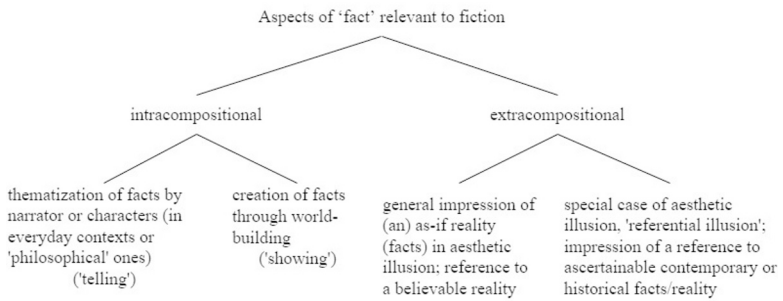 Aspects of 'fact' relevant to fiction
intracompositional
extracompositional
thematization of facts by
narrator or characters (in
everyday contexts or
'philosophical' ones)
('telling')
creation of facts
through world-
building
('showing')
general impression of
(an) as-if reality
(facts) in aesthetic
illusion; reference to
a believable reality
special case of aesthetic
illusion, 'referential illusion';
impression of a reference to
ascertainable contemporary or
historical facts/reality